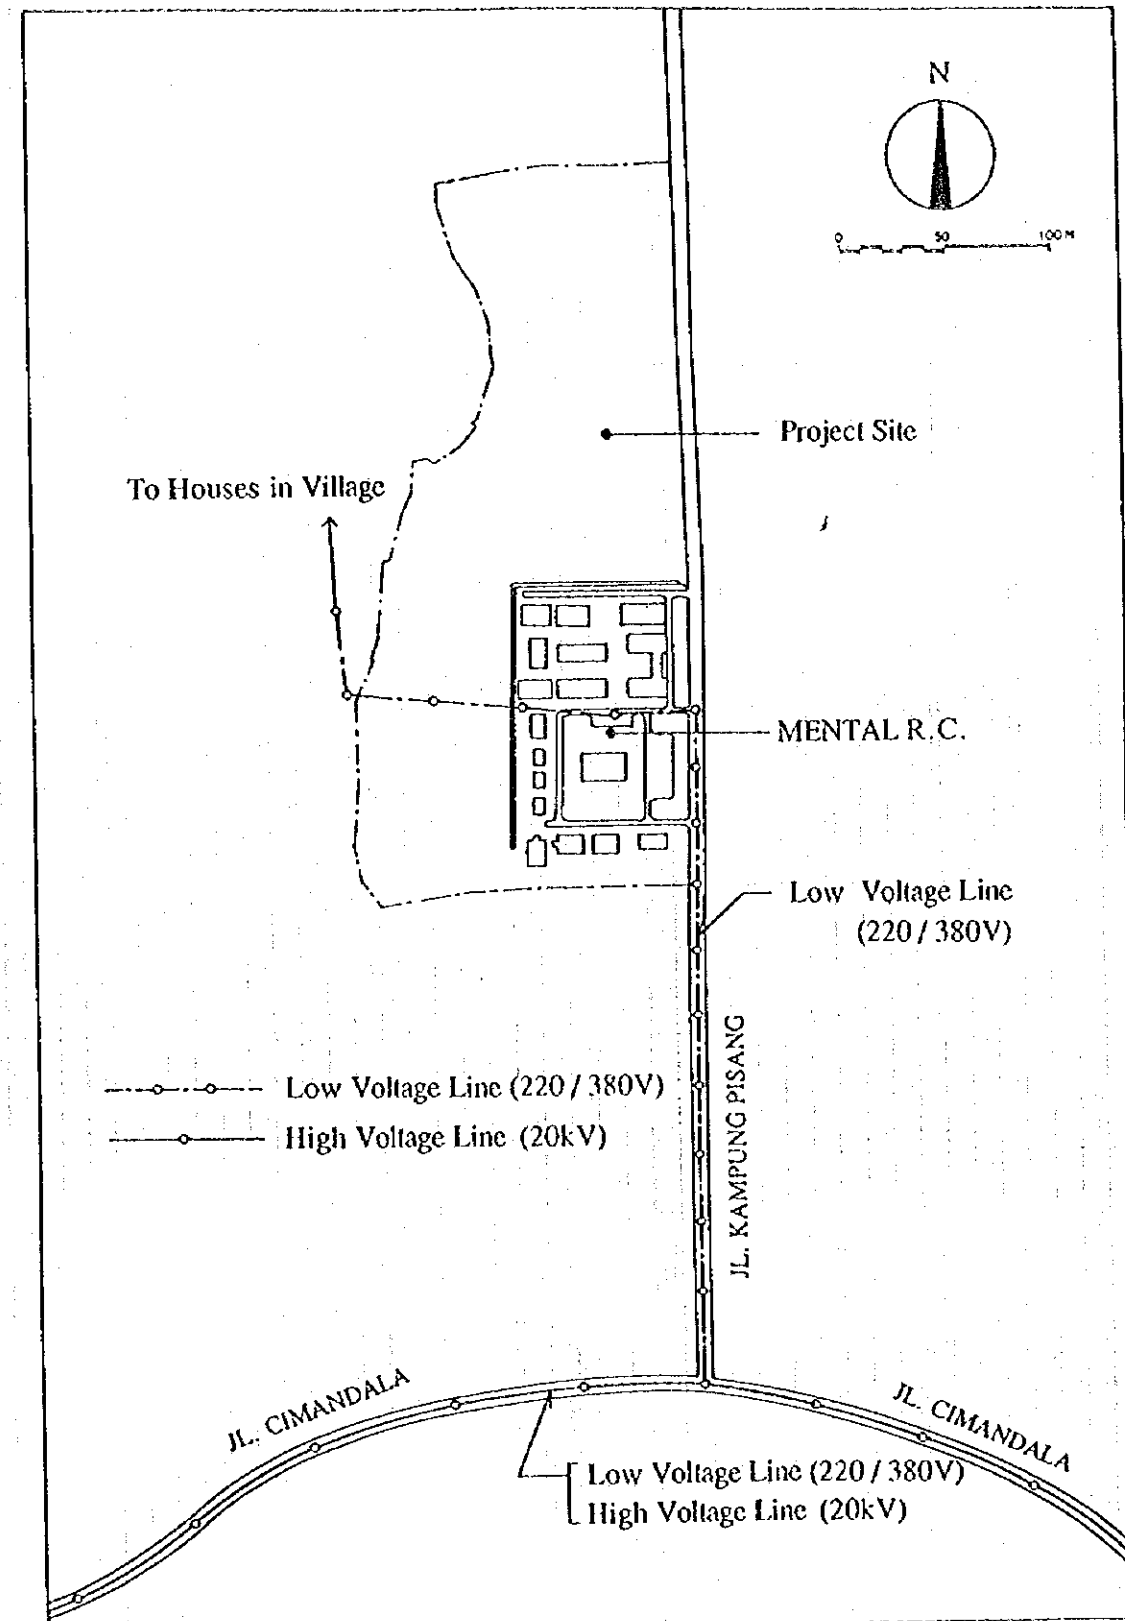 N
0 50 100 M
Project Site
To Houses in Village
MENTAL R.C.
Low Voltage Line
(220 / 380V)
JL. KAMPUNG PISANG
Low Voltage Line (220 / 380V)
High Voltage Line (20kV)
JL. CIMANDALA
JL. CIMANDALA
Low Voltage Line (220 / 380V)
High Voltage Line (20kV)